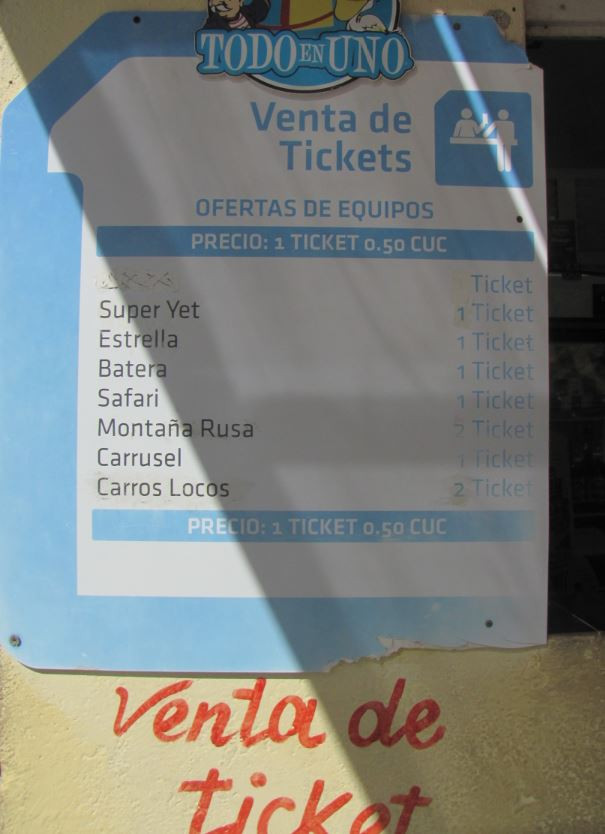 TODO EN UNO
Venta de
Tickets
OFERTAS DE EQUIPOS
PRECIO: 1 TICKET 0.50 CUC
Ticket
Super Yet 1 Ticket
Estrella 1 Ticket
Batera 1 Ticket
Safari 1 Ticket
Montaña Rusa 2 Ticket
Carrusel 1 Ticket
Carros Locos 2 Ticket
PRECIO: 1 TICKET 0.50 CUC
Venta de
Ticket